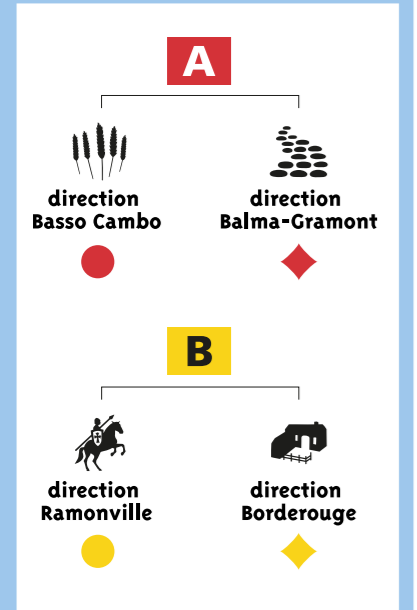 A
direction
Basso Cambo
direction
Balma-Gramont
B
direction
Ramonville
direction
Borderouge